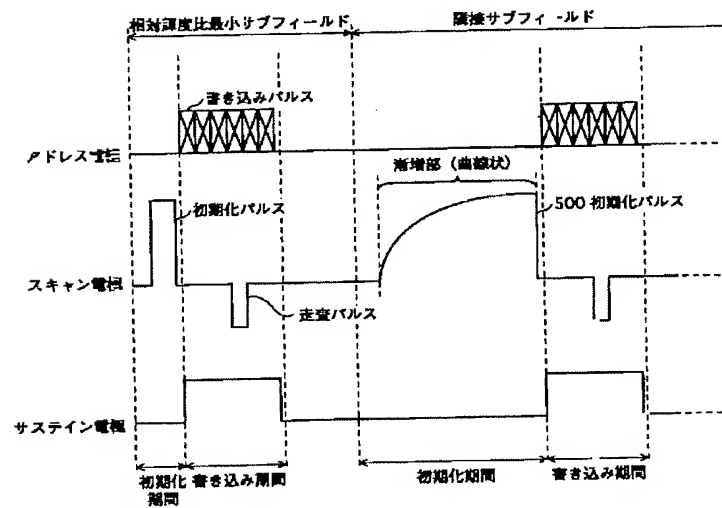 相対輝度比最小サブフィールド
隣接サブフィールド
書き込みパルス
アドレス電極
漸増部（曲線状）
初期化パルス
500 初期化パルス
スキャン電極
走査パルス
サステイン電極
初期化
期間
書き込み期間
初期化期間
書き込み期間